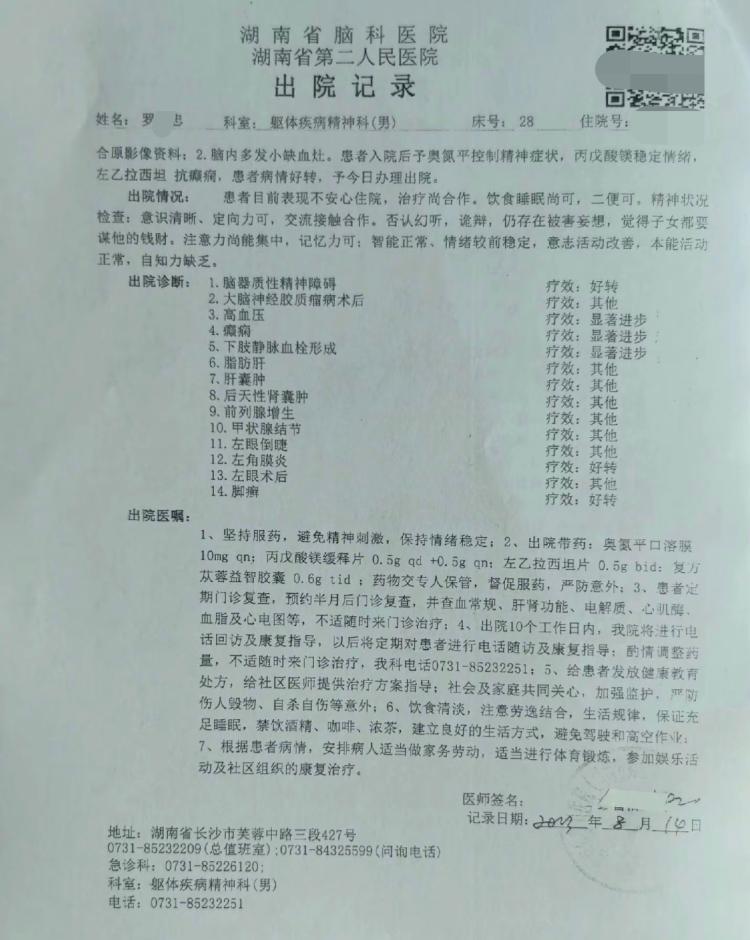 湖南省脑科医院
湖南省第二人民医院
出院记录
姓名: 罗 忠 科室: 躯体疾病精神科(男) 床号: 28 住院号:
合原影像资料; 2.脑内多发小缺血灶。患者入院后予奥氮平控制精神症状, 丙戊酸镁稳定情绪,
左乙拉西坦 抗癫痫, 患者病情好转, 予今日办理出院。
出院情况: 患者目前表现不安心住院, 治疗尚合作。饮食睡眠尚可, 二便可。精神状况
检查: 意识清晰、定向力可, 交流接触合作。否认幻听, 诡辩, 仍存在被害妄想, 觉得子女都要
谋他的钱财。注意力尚能集中, 记忆力可; 智能正常、情绪较前稳定, 意志活动改善, 本能活动
正常, 自知力缺乏。
出院诊断: 1.脑器质性精神障碍 疗效: 好转
2.大脑神经胶质瘤病术后 疗效: 其他
3.高血压 疗效: 显著进步
4.癫痫 疗效: 显著进步
5.下肢静脉血栓形成 疗效: 显著进步
6.脂肪肝 疗效: 其他
7.肝囊肿 疗效: 其他
8.后天性肾囊肿 疗效: 其他
9.前列腺增生 疗效: 其他
10.甲状腺结节 疗效: 其他
11.左眼倒睫 疗效: 其他
12.左角膜炎 疗效: 好转
13.左眼术后 疗效: 其他
14.脚癣 疗效: 好转
出院医嘱:
1、坚持服药, 避免精神刺激, 保持情绪稳定; 2、出院带药: 奥氮平口溶膜
10mg qn; 丙戊酸镁缓释片 0.5g qd +0.5g qn; 左乙拉西坦片 0.5g bid; 复方
苁蓉益智胶囊 0.6g tid ; 药物交专人保管, 督促服药, 严防意外; 3、患者定
期门诊复查, 预约半月后门诊复查, 并查血常规、肝肾功能、电解质、心肌酶、
血脂及心电图等, 不适随时来门诊治疗; 4、出院10个工作日内, 我院将进行电
话回访及康复指导, 以后将定期对患者进行电话随访及康复指导; 酌情调整药
量, 不适随时来门诊治疗, 我科电话0731-85232251; 5、给患者发放健康教育
处方, 给社区医师提供治疗方案指导; 社会及家庭共同关心, 加强监护, 严防
伤人毁物、自杀自伤等意外; 6、饮食清淡, 注意劳逸结合, 生活规律, 保证充
足睡眠, 禁饮酒精、咖啡、浓茶, 建立良好的生活方式, 避免驾驶和高空作业;
7、根据患者病情, 安排病人适当做家务劳动, 适当进行体育锻炼, 参加娱乐活
动及社区组织的康复治疗。
医师签名:
记录日期: 年 8 月 日
地址: 湖南省长沙市芙蓉中路三段427号
0731-85232209(总值班室);0731-84325599(问询电话)
急诊科: 0731-85226120;
科室: 躯体疾病精神科(男)
电话: 0731-85232251